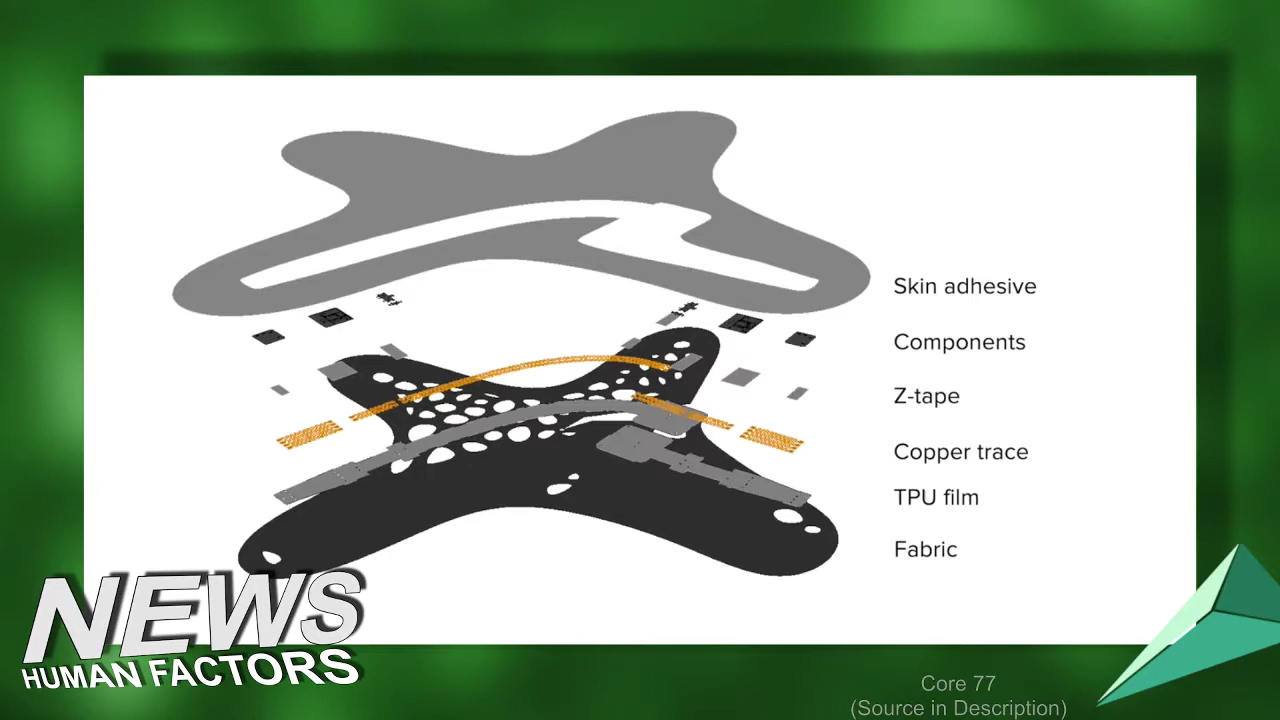 Skin adhesive
Components
Z-tape
Copper trace
TPU film
Fabric
NEWS
HUMAN FACTORS
Core 77
(Source in Description)